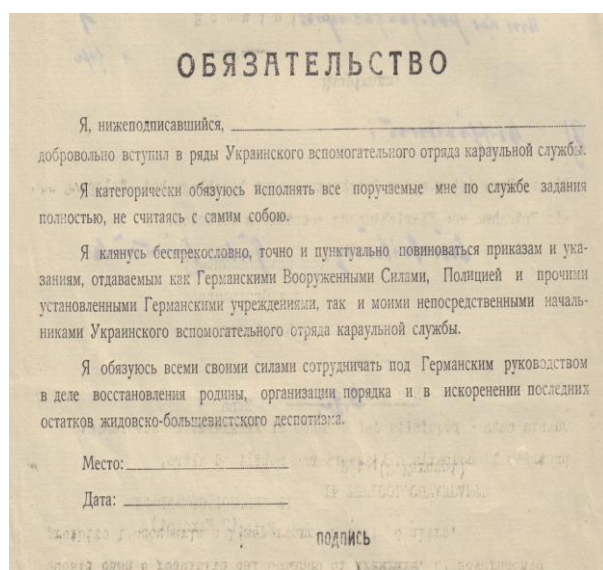 ОБЯЗАТЕЛЬСТВО
Я, нижеподписавшийся,
добровольно вступил в ряды Украинского вспомогательного отряда караульной службы.
Я категорически обязуюсь исполнять все поручаемые мне по службе задания
полностью, не считаясь с самим собою.
Я клянусь беспрекословно, точно и пунктуально повиноваться приказам и ука-
заниям, отдаваемым как Германскими Вооруженными Силами, Полицией и прочими
установленными Германскими учреждениями, так и моими непосредственными началь-
никами Украинского вспомогательного отряда караульной службы.
Я обязуюсь всеми своими силами сотрудничать под Германским руководством
в деле восстановления родины, организации порядка и в искоренении последних
остатков жидовско-большевистского деспотизма.
Место:
Дата:
подпись